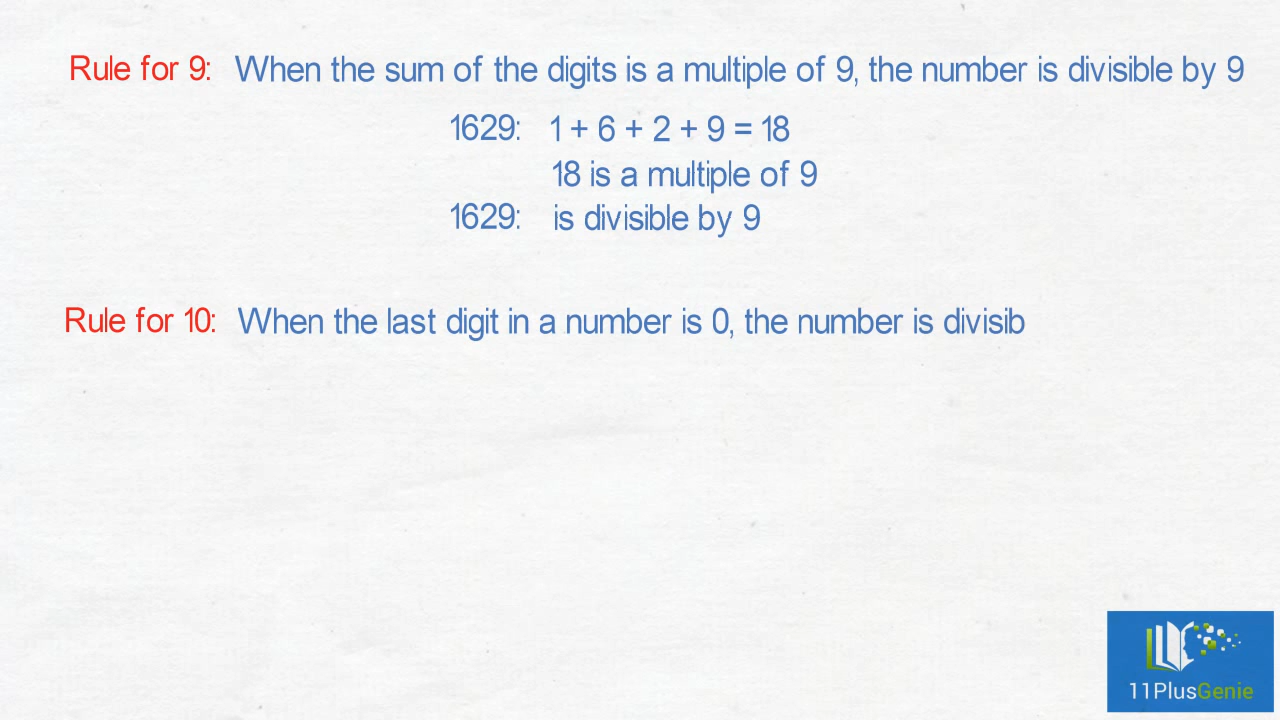 Rule for 9: When the sum of the digits is a multiple of 9, the number is divisible by 9
1629: 1 + 6 + 2 + 9 = 18
18 is a multiple of 9
1629: is divisible by 9
Rule for 10: When the last digit in a number is 0, the number is divisib
11PlusGenie